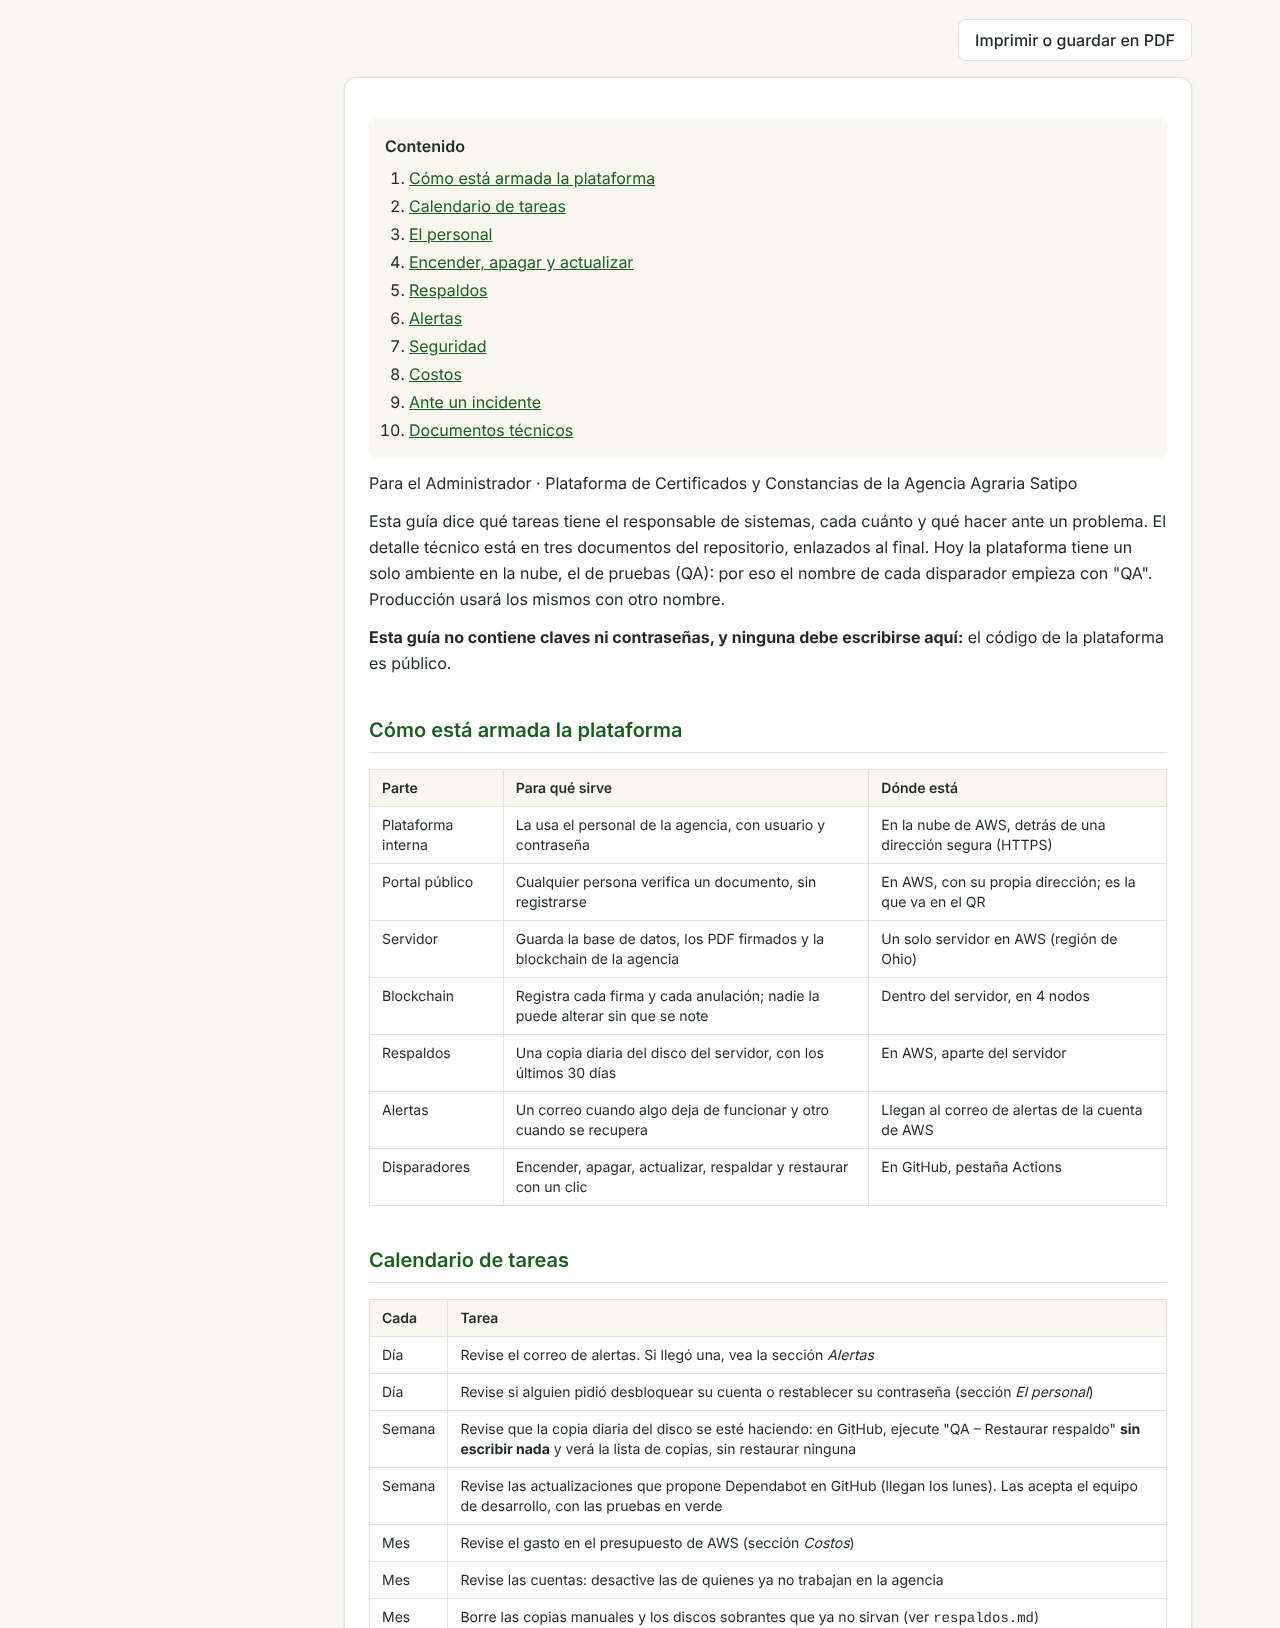 Imprimir o guardar en PDF
Contenido
1. Cómo está armada la plataforma
2. Calendario de tareas
3. El personal
4. Encender, apagar y actualizar
5. Respaldos
6. Alertas
7. Seguridad
8. Costos
9. Ante un incidente
10. Documentos técnicos
Para el Administrador · Plataforma de Certificados y Constancias de la Agencia Agraria Satipo
Esta guía dice qué tareas tiene el responsable de sistemas, cada cuánto y qué hacer ante un problema. El
detalle técnico está en tres documentos del repositorio, enlazados al final. Hoy la plataforma tiene un
solo ambiente en la nube, el de pruebas (QA): por eso el nombre de cada disparador empieza con "QA".
Producción usará los mismos con otro nombre.
Esta guía no contiene claves ni contraseñas, y ninguna debe escribirse aquí: el código de la plataforma
es público.
Cómo está armada la plataforma
Parte Para qué sirve Dónde está
Plataforma interna La usa el personal de la agencia, con usuario y contraseña En la nube de AWS, detrás de una dirección segura (HTTPS)
Portal público Cualquier persona verifica un documento, sin registrarse En AWS, con su propia dirección; es la que va en el QR
Servidor Guarda la base de datos, los PDF firmados y la blockchain de la agencia Un solo servidor en AWS (región de Ohio)
Blockchain Registra cada firma y cada anulación; nadie la puede alterar sin que se note Dentro del servidor, en 4 nodos
Respaldos Una copia diaria del disco del servidor, con los últimos 30 días En AWS, aparte del servidor
Alertas Un correo cuando algo deja de funcionar y otro cuando se recupera Llegan al correo de alertas de la cuenta de AWS
Disparadores Encender, apagar, actualizar, respaldar y restaurar con un clic En GitHub, pestaña Actions
Calendario de tareas
Cada Tarea
Día Revise el correo de alertas. Si llegó una, vea la sección Alertas
Día Revise si alguien pidió desbloquear su cuenta o restablecer su contraseña (sección El personal)
Semana Revise que la copia diaria del disco se esté haciendo: en GitHub, ejecute "QA – Restaurar respaldo" sin
escribir nada y verá la lista de copias, sin restaurar ninguna
Semana Revise las actualizaciones que propone Dependabot en GitHub (llegan los lunes). Las acepta el equipo
de desarrollo, con las pruebas en verde
Mes Revise el gasto en el presupuesto de AWS (sección Costos)
Mes Revise las cuentas: desactive las de quienes ya no trabajan en la agencia
Mes Borre las copias manuales y los discos sobrantes que ya no sirvan (ver respaldos.md)